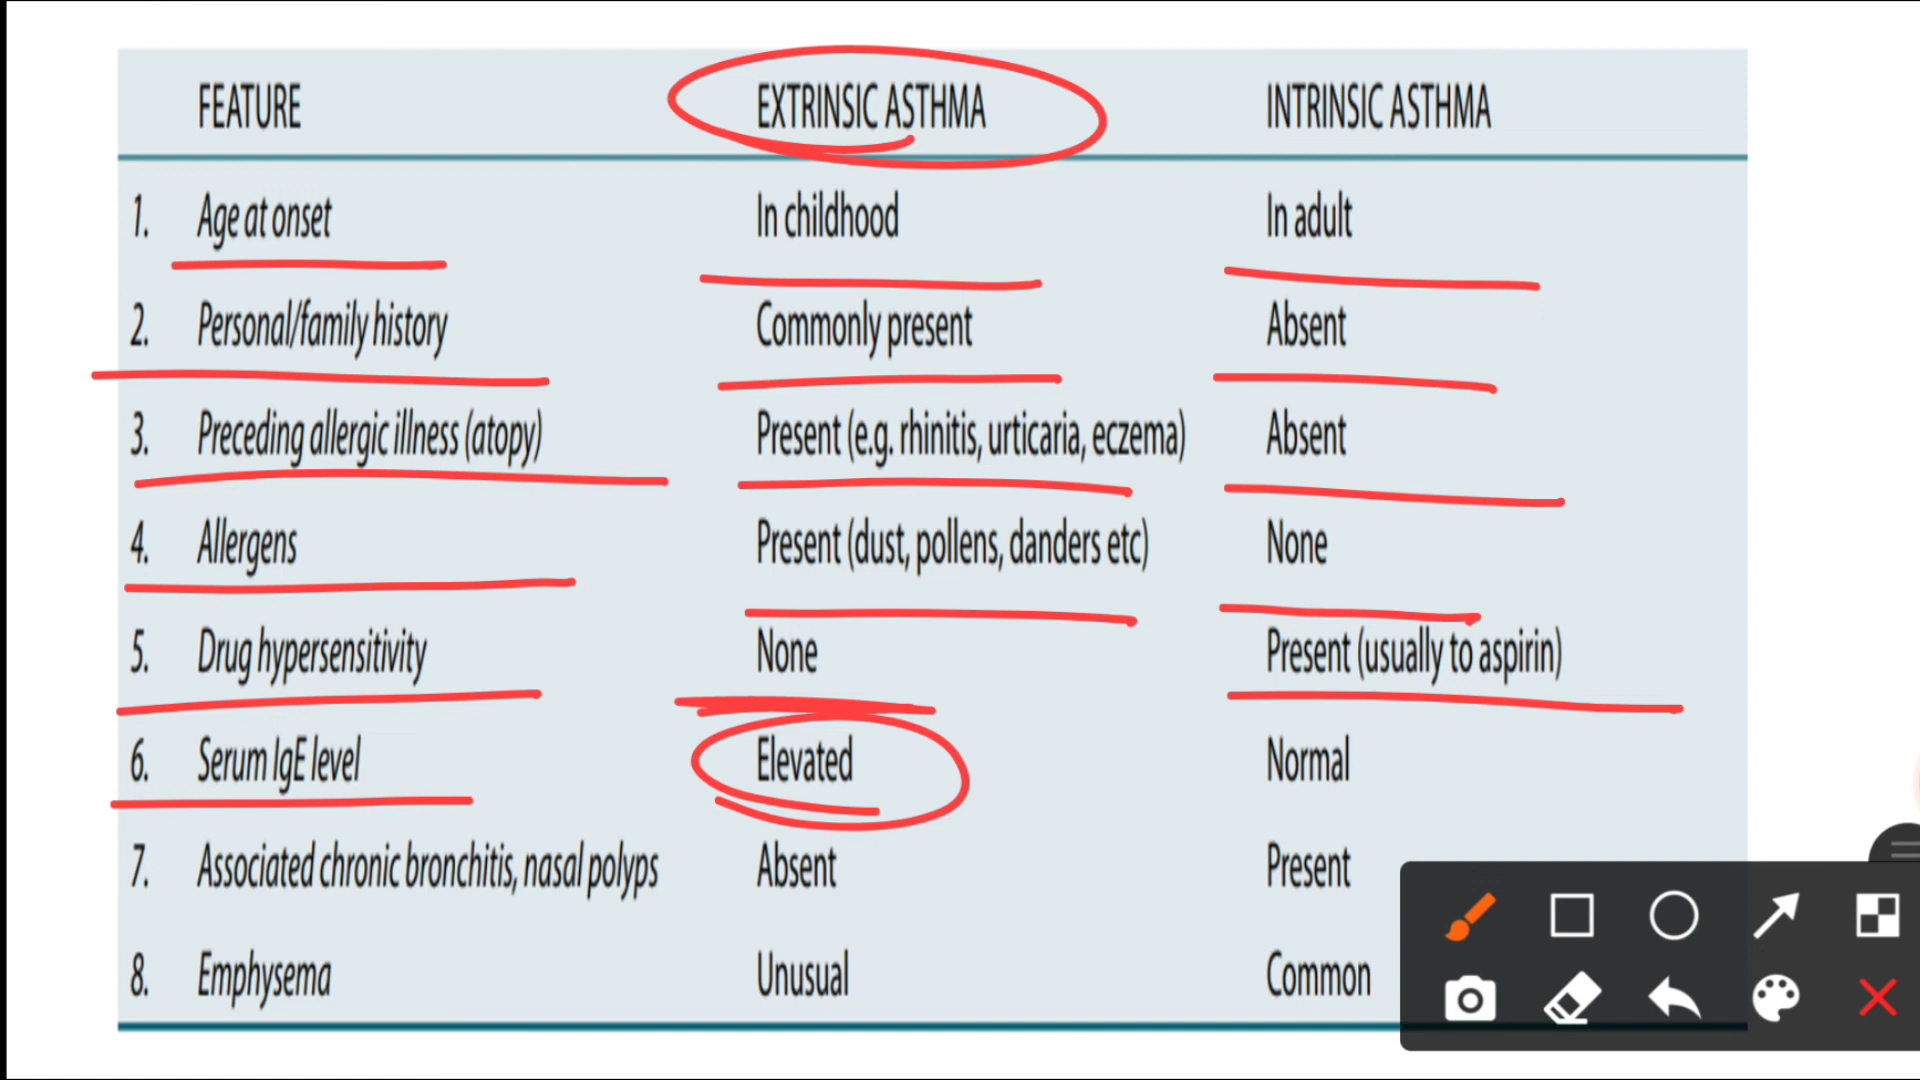 FEATURE EXTRINSIC ASTHMA INTRINSIC ASTHMA
1. Age at onset In childhood In adult
2. Personal/family history Commonly present Absent
3. Preceding allergic illness (atopy) Present (e.g. rhinitis, urticaria, eczema) Absent
4. Allergens Present (dust, pollens, danders etc) None
5. Drug hypersensitivity None Present (usually to aspirin)
6. Serum IgE level Elevated Normal
7. Associated chronic bronchitis, nasal polyps Absent Present
8. Emphysema Unusual Common